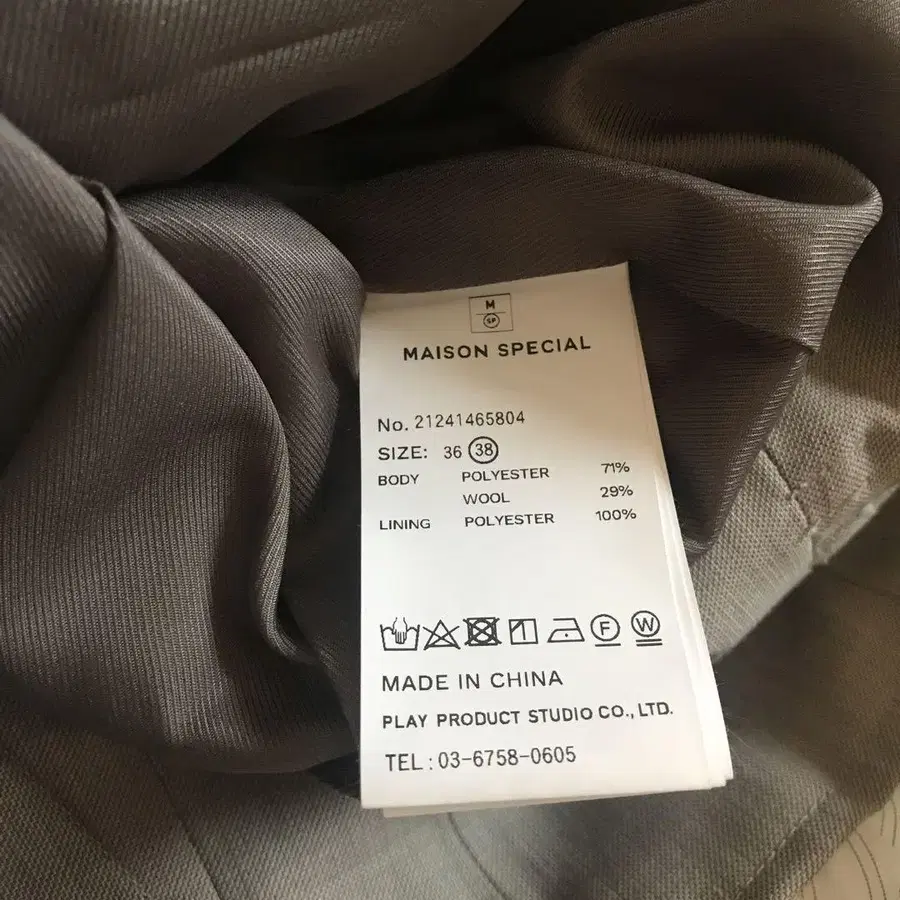 M
SP
MAISON SPECIAL
No. 21241465804
SIZE: 36 38
BODY POLYESTER 71%
WOOL 29%
LINING POLYESTER 100%
F W
MADE IN CHINA
PLAY PRODUCT STUDIO CO., LTD.
TEL : 03-6758-0605